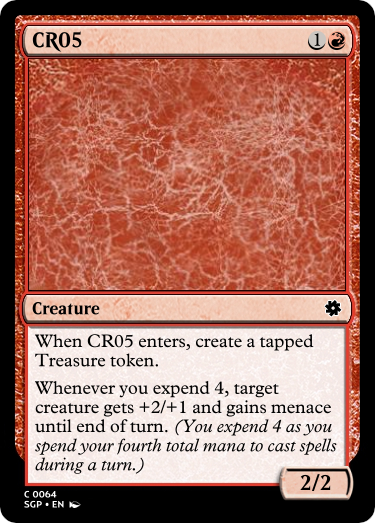 CR05
1
Creature
When CR05 enters, create a tapped
Treasure token.
Whenever you expend 4, target
creature gets +2/+1 and gains menace
until end of turn. (You expend 4 as you
spend your fourth total mana to cast spells
during a turn.)
2/2
C 0064
SGP • EN